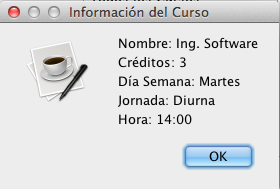 Información del Curso
Nombre: Ing. Software
Créditos: 3
Día Semana: Martes
Jornada: Diurna
Hora: 14:00
OK